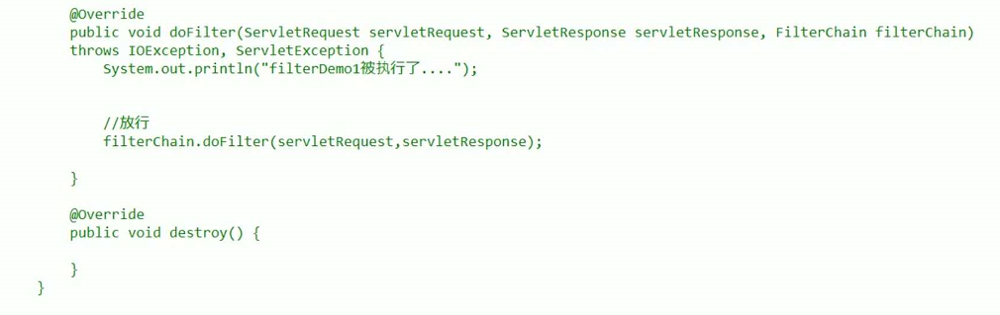 @Override
public void doFilter(ServletRequest servletRequest, ServletResponse servletResponse, FilterChain filterChain)
throws IOException, ServletException {
System.out.println("filterDemo1被执行了....");
//放行
filterChain.doFilter(servletRequest,servletResponse);
}
@Override
public void destroy() {
}
}